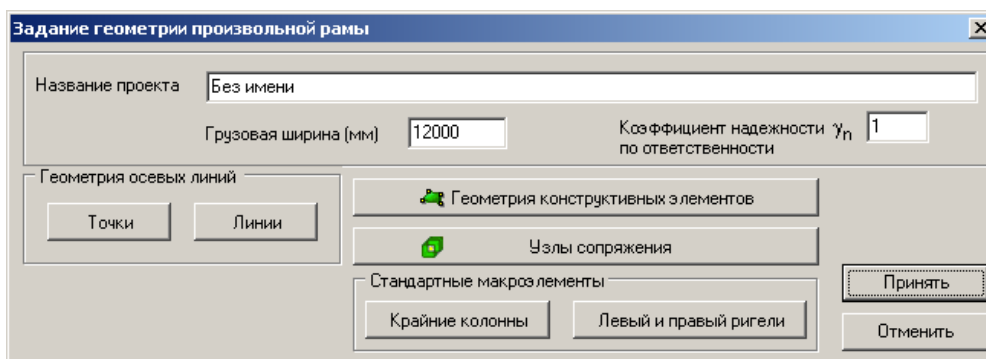 Задание геометрии произвольной рамы
Название проекта Без имени
Грузовая ширина (мм) 12000 Коэффициент надежности γn 1
по ответственности
Геометрия осевых линий
Геометрия конструктивных элементов
Точки Линии
Узлы сопряжения
Стандартные макроэлементы
Принять
Крайние колонны Левый и правый ригели
Отменить